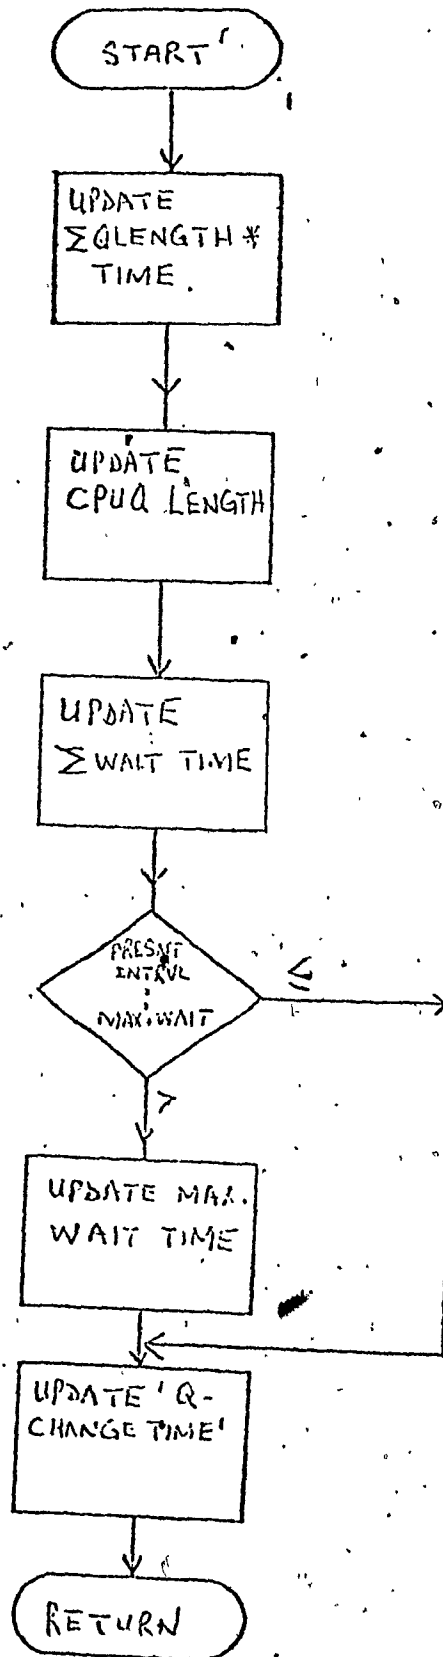 START
UPDATE
ΣQLENGTH *
TIME.
UPDATE
CPUQ LENGTH
UPDATE
ΣWAIT TIME
PRESNT
INTRVL
:
MAX.WAIT
≤
>
UPDATE MAX.
WAIT TIME
UPDATE 'Q-
CHANGE TIME'
RETURN